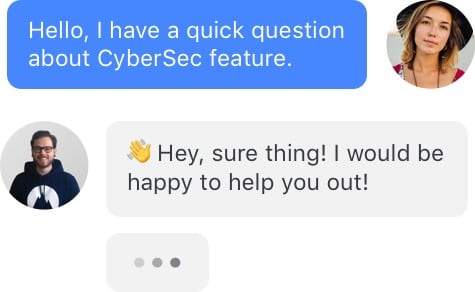 Hello, I have a quick question
about CyberSec feature.
👋 Hey, sure thing! I would be
happy to help you out!